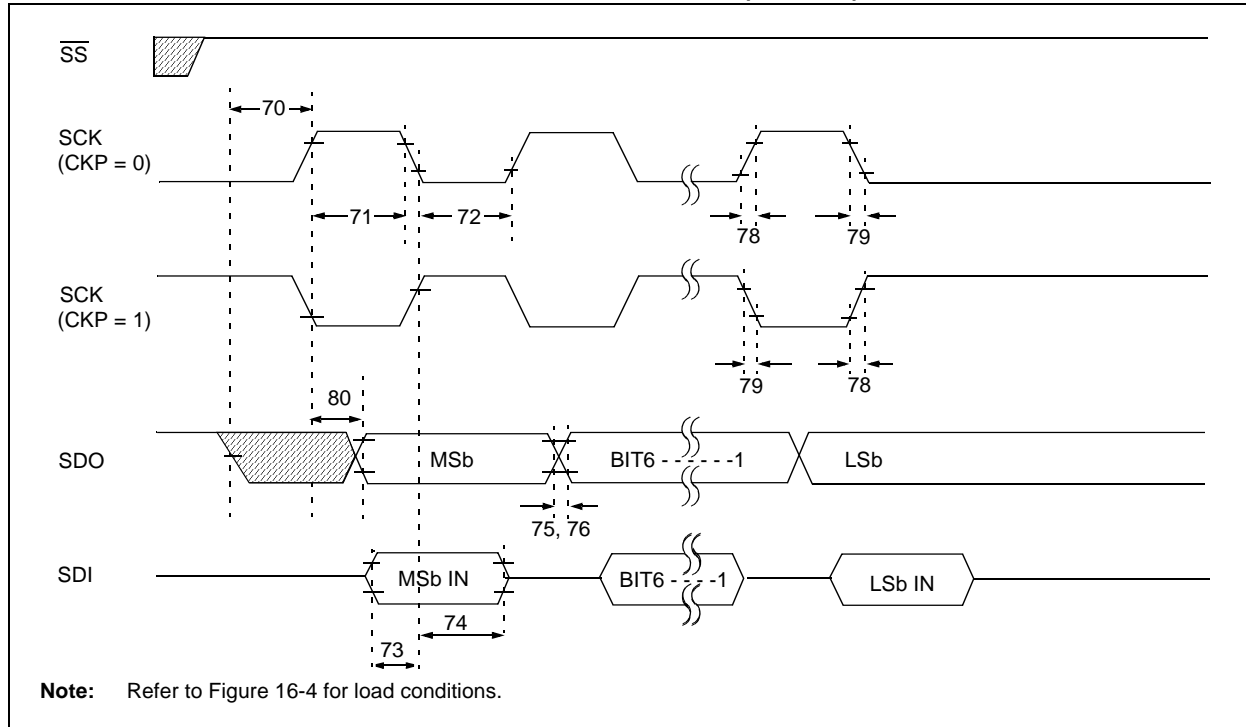 SS
70
SCK
(CKP = 0)
71
72
78
79
SCK
(CKP = 1)
79
78
80
SDO
MSb
BIT6 - - - - - -1
LSb
75, 76
SDI
MSb IN
BIT6 - - - -1
LSb IN
74
73
Note: Refer to Figure 16-4 for load conditions.